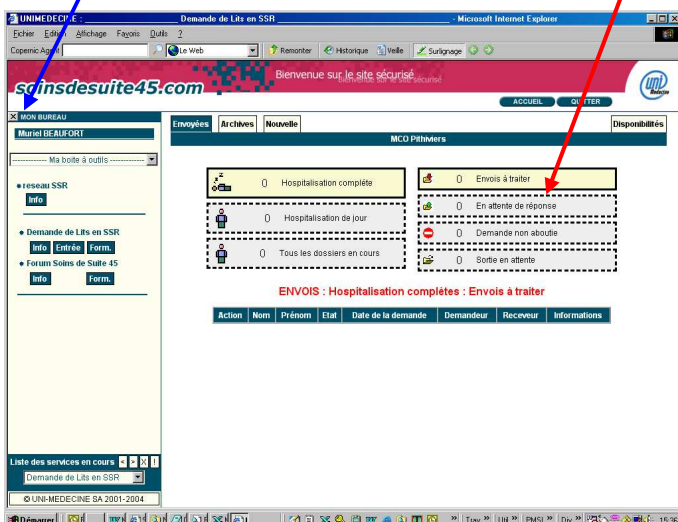 UNIMEDECINE : Demande de Lits en SSR - Microsoft Internet Explorer
Fichier Edition Affichage Favoris Outils ?
Copernic Agent Le Web Remonter Historique Veille Surlignage
Bienvenue sur le site sécurisé
soinsdesuite45.com
ACCUEIL QUITTER
uni
Médecine
MON BUREAU
Muriel BEAUFORT
Envoyées Archives Nouvelle Disponibilités
MCO Pithiviers
------------ Ma boite à outils ------------
reseau SSR
Info
Demande de Lits en SSR
Info Entrée Form.
Forum Soins de Suite 45
Info Form.
0 Hospitalisation complète
0 Hospitalisation de jour
0 Tous les dossiers en cours
0 Envois à traiter
0 En attente de réponse
0 Demande non aboutie
0 Sortie en attente
ENVOIS : Hospitalisation complètes : Envois à traiter
Action Nom Prénom Etat Date de la demande Demandeur Receveur Informations
Liste des services en cours < > X !
Demande de Lits en SSR
© UNI-MEDECINE SA 2001-2004
Démarrer 15:36